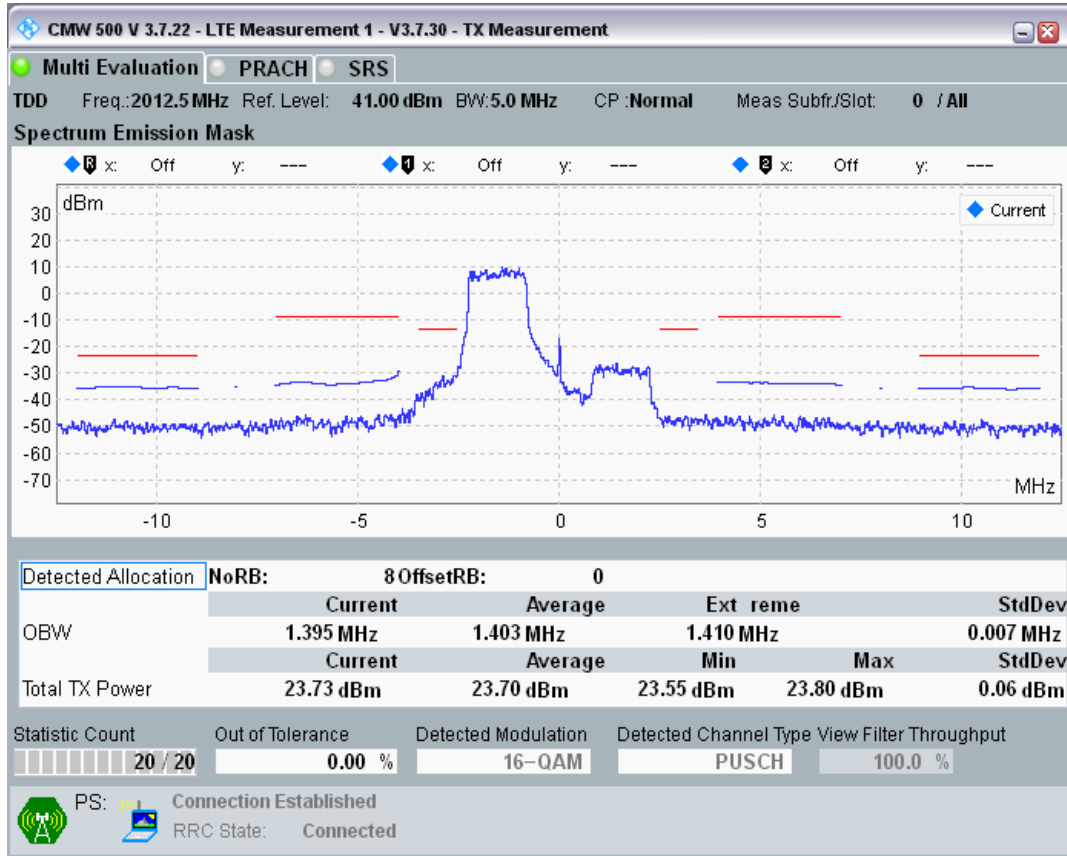 CMW 500 V 3.7.22 - LTE Measurement 1 - V3.7.30 - TX Measurement
Multi Evaluation PRACH SRS
TDD Freq.:2012.5 MHz Ref. Level: 41.00 dBm BW:5.0 MHz CP :Normal Meas Subfr./Slot: 0 / All
Spectrum Emission Mask
R x: Off y: --- 1 x: Off y: --- 2 x: Off y: ---
dBm
Current
30
20
10
0
-10
-20
-30
-40
-50
-60
-70
MHz
-10 -5 0 5 10
Detected Allocation NoRB: 8 OffsetRB: 0
Current Average Ext reme StdDev
OBW 1.395 MHz 1.403 MHz 1.410 MHz 0.007 MHz
Current Average Min Max StdDev
Total TX Power 23.73 dBm 23.70 dBm 23.55 dBm 23.80 dBm 0.06 dBm
Statistic Count Out of Tolerance Detected Modulation Detected Channel Type View Filter Throughput
20 / 20 0.00 % 16-QAM PUSCH 100.0 %
PS: Connection Established
RRC State: Connected